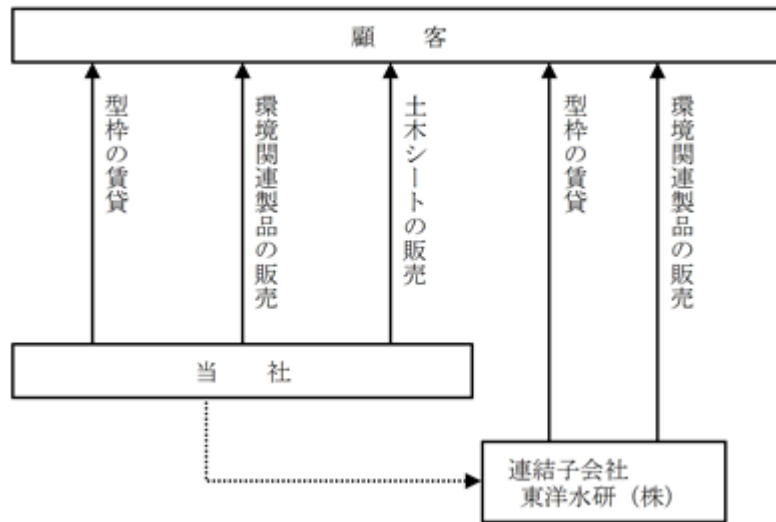 顧　　客
型枠の賃貸
環境関連製品の販売
土木シートの販売
型枠の賃貸
環境関連製品の販売
当　　社
連結子会社
東洋水研（株）